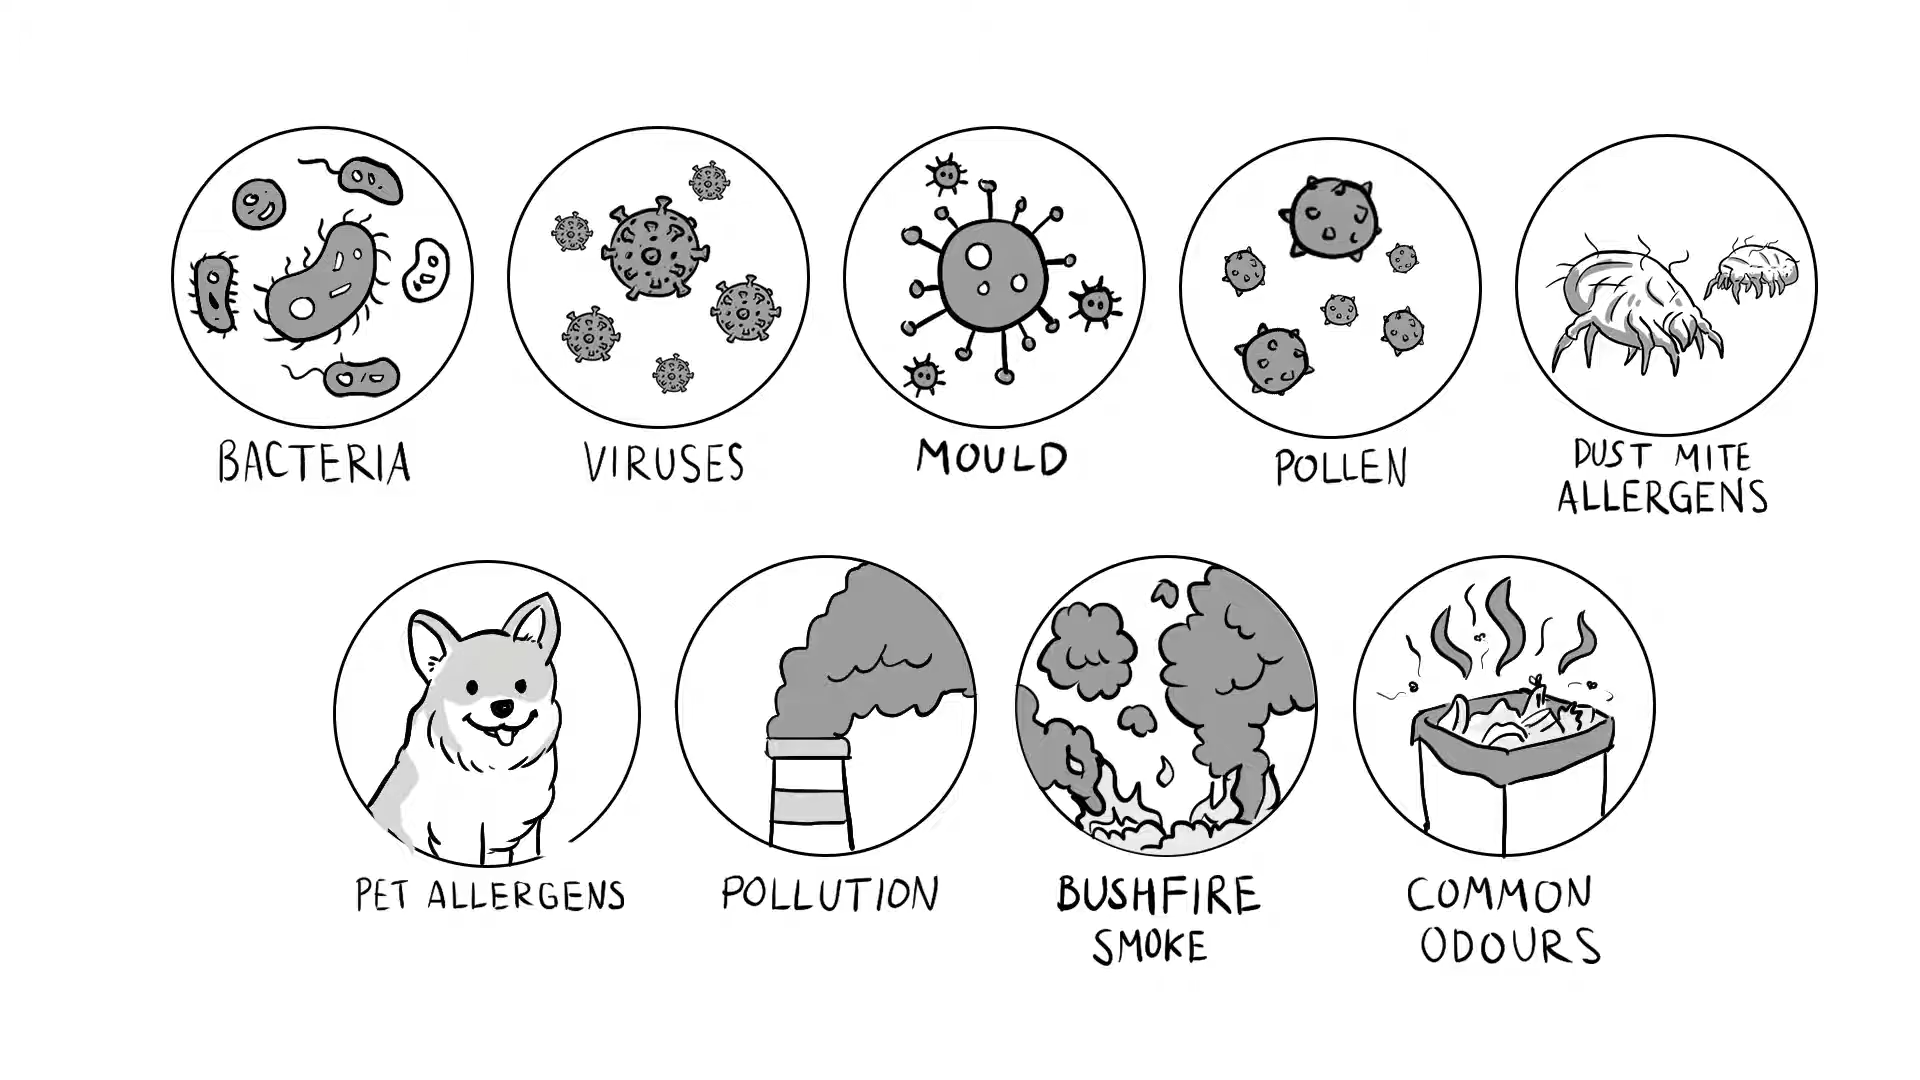 BACTERIA
VIRUSES
MOULD
POLLEN
DUST MITE
ALLERGENS
PET ALLERGENS
POLLUTION
BUSHFIRE
SMOKE
COMMON
ODOURS